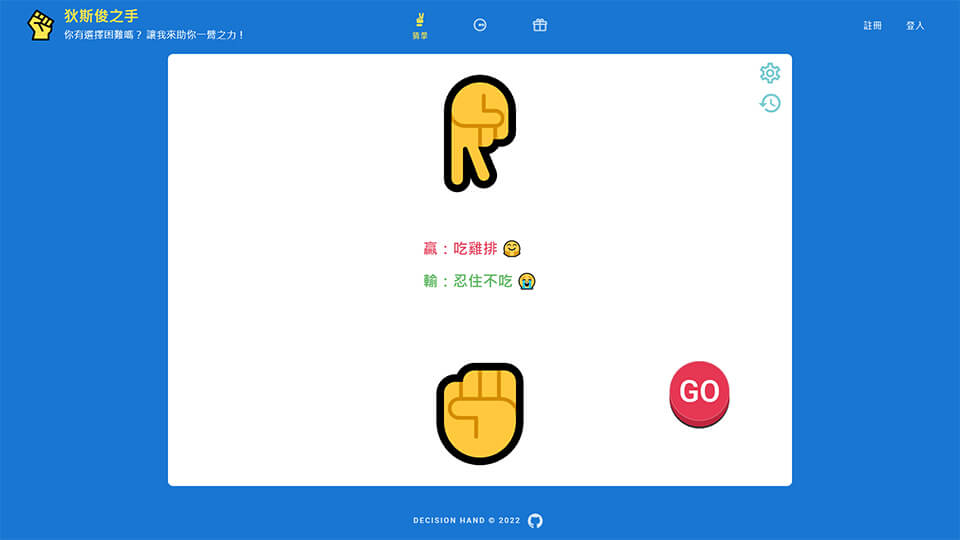 狄斯俊之手
你有選擇困難嗎？ 讓我來助你一臂之力！
猜拳
註冊
登入
贏：吃雞排
輸：忍住不吃
GO
DECISION HAND © 2022